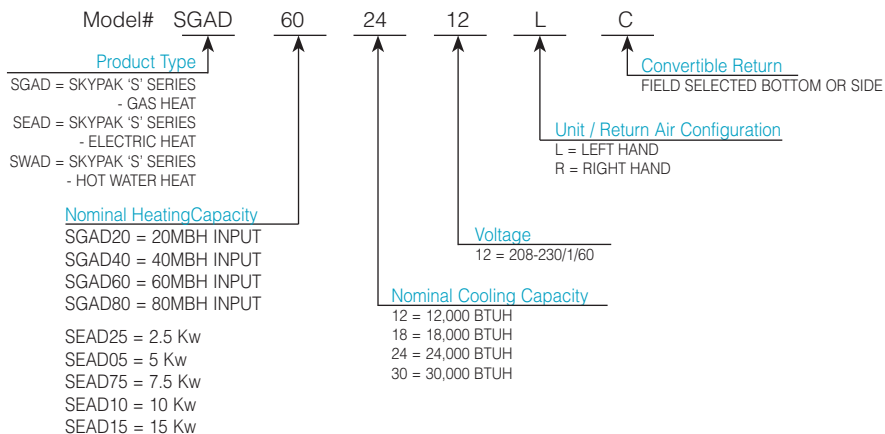 Model# SGAD 60 24 12 L C
Product Type
SGAD = SKYPAK ‘S’ SERIES
- GAS HEAT
SEAD = SKYPAK ‘S’ SERIES
- ELECTRIC HEAT
SWAD = SKYPAK ‘S’ SERIES
- HOT WATER HEAT
Convertible Return
FIELD SELECTED BOTTOM OR SIDE
Unit / Return Air Configuration
L = LEFT HAND
R = RIGHT HAND
Nominal HeatingCapacity
SGAD20 = 20MBH INPUT
SGAD40 = 40MBH INPUT
SGAD60 = 60MBH INPUT
SGAD80 = 80MBH INPUT
SEAD25 = 2.5 Kw
SEAD05 = 5 Kw
SEAD75 = 7.5 Kw
SEAD10 = 10 Kw
SEAD15 = 15 Kw
Voltage
12 = 208-230/1/60
Nominal Cooling Capacity
12 = 12,000 BTUH
18 = 18,000 BTUH
24 = 24,000 BTUH
30 = 30,000 BTUH